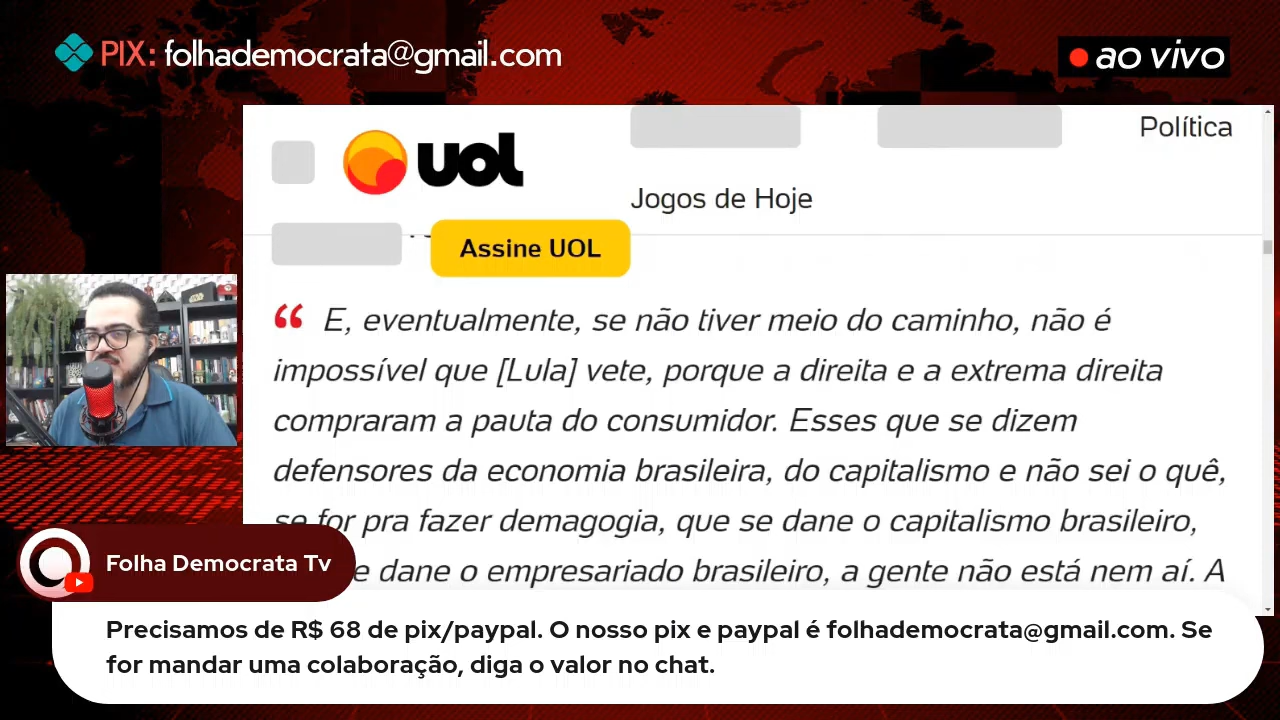 PIX: folhademocrata@gmail.com
ao vivo
uol
Política
Jogos de Hoje
Assine UOL
“ E, eventualmente, se não tiver meio do caminho, não é
impossível que [Lula] vete, porque a direita e a extrema direita
compraram a pauta do consumidor. Esses que se dizem
defensores da economia brasileira, do capitalismo e não sei o quê,
se for pra fazer demagogia, que se dane o capitalismo brasileiro,
e dane o empresariado brasileiro, a gente não está nem aí. A
Folha Democrata Tv
Precisamos de R$ 68 de pix/paypal. O nosso pix e paypal é folhademocrata@gmail.com. Se
for mandar uma colaboração, diga o valor no chat.